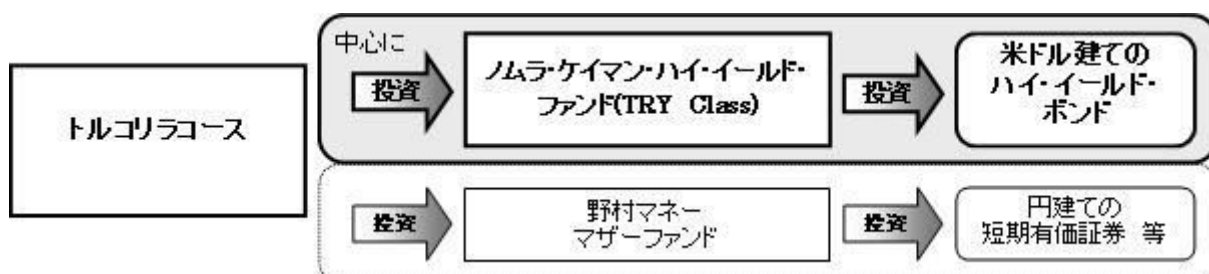 トルコリラコース
中心に
投資
ノムラ・ケイマン・ハイ・イールド・
ファンド(TRY Class)
投資
米ドル建ての
ハイ・イールド・
ボンド
投資
野村マネー
マザーファンド
投資
円建ての
短期有価証券 等